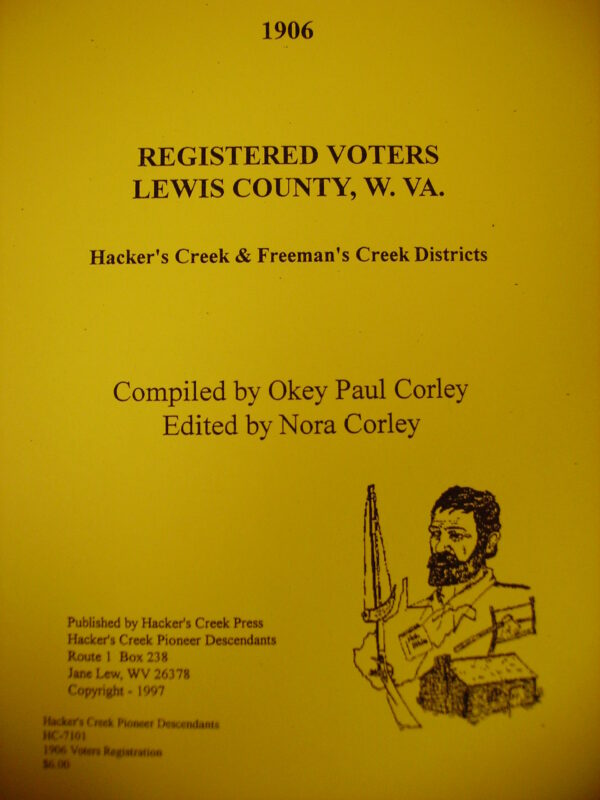 1906
REGISTERED VOTERS
LEWIS COUNTY, W. VA.
Hacker's Creek & Freeman's Creek Districts
Compiled by Okey Paul Corley
Edited by Nora Corley
Published by Hacker's Creek Press
Hacker's Creek Pioneer Descendants
Route 1 Box 238
Jane Lew, WV 26378
Copyright - 1997
Hacker's Creek Pioneer Descendants
HC-7101
1906 Voters Registration
$6.00